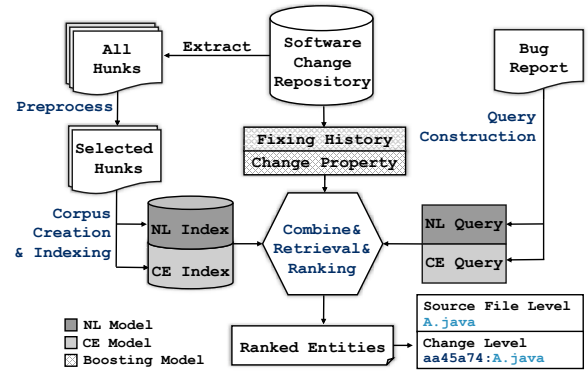 All
Hunks
Extract
Software
Change
Repository
Bug
Report
Preprocess
Query
Construction
Selected
Hunks
Fixing History
Change Property
Corpus
Creation
& Indexing
NL Index
CE Index
Combine&
Retrieval&
Ranking
NL Query
CE Query
NL Model
CE Model
Boosting Model
Ranked Entities
Source File Level
A.java
Change Level
aa45a74:A.java